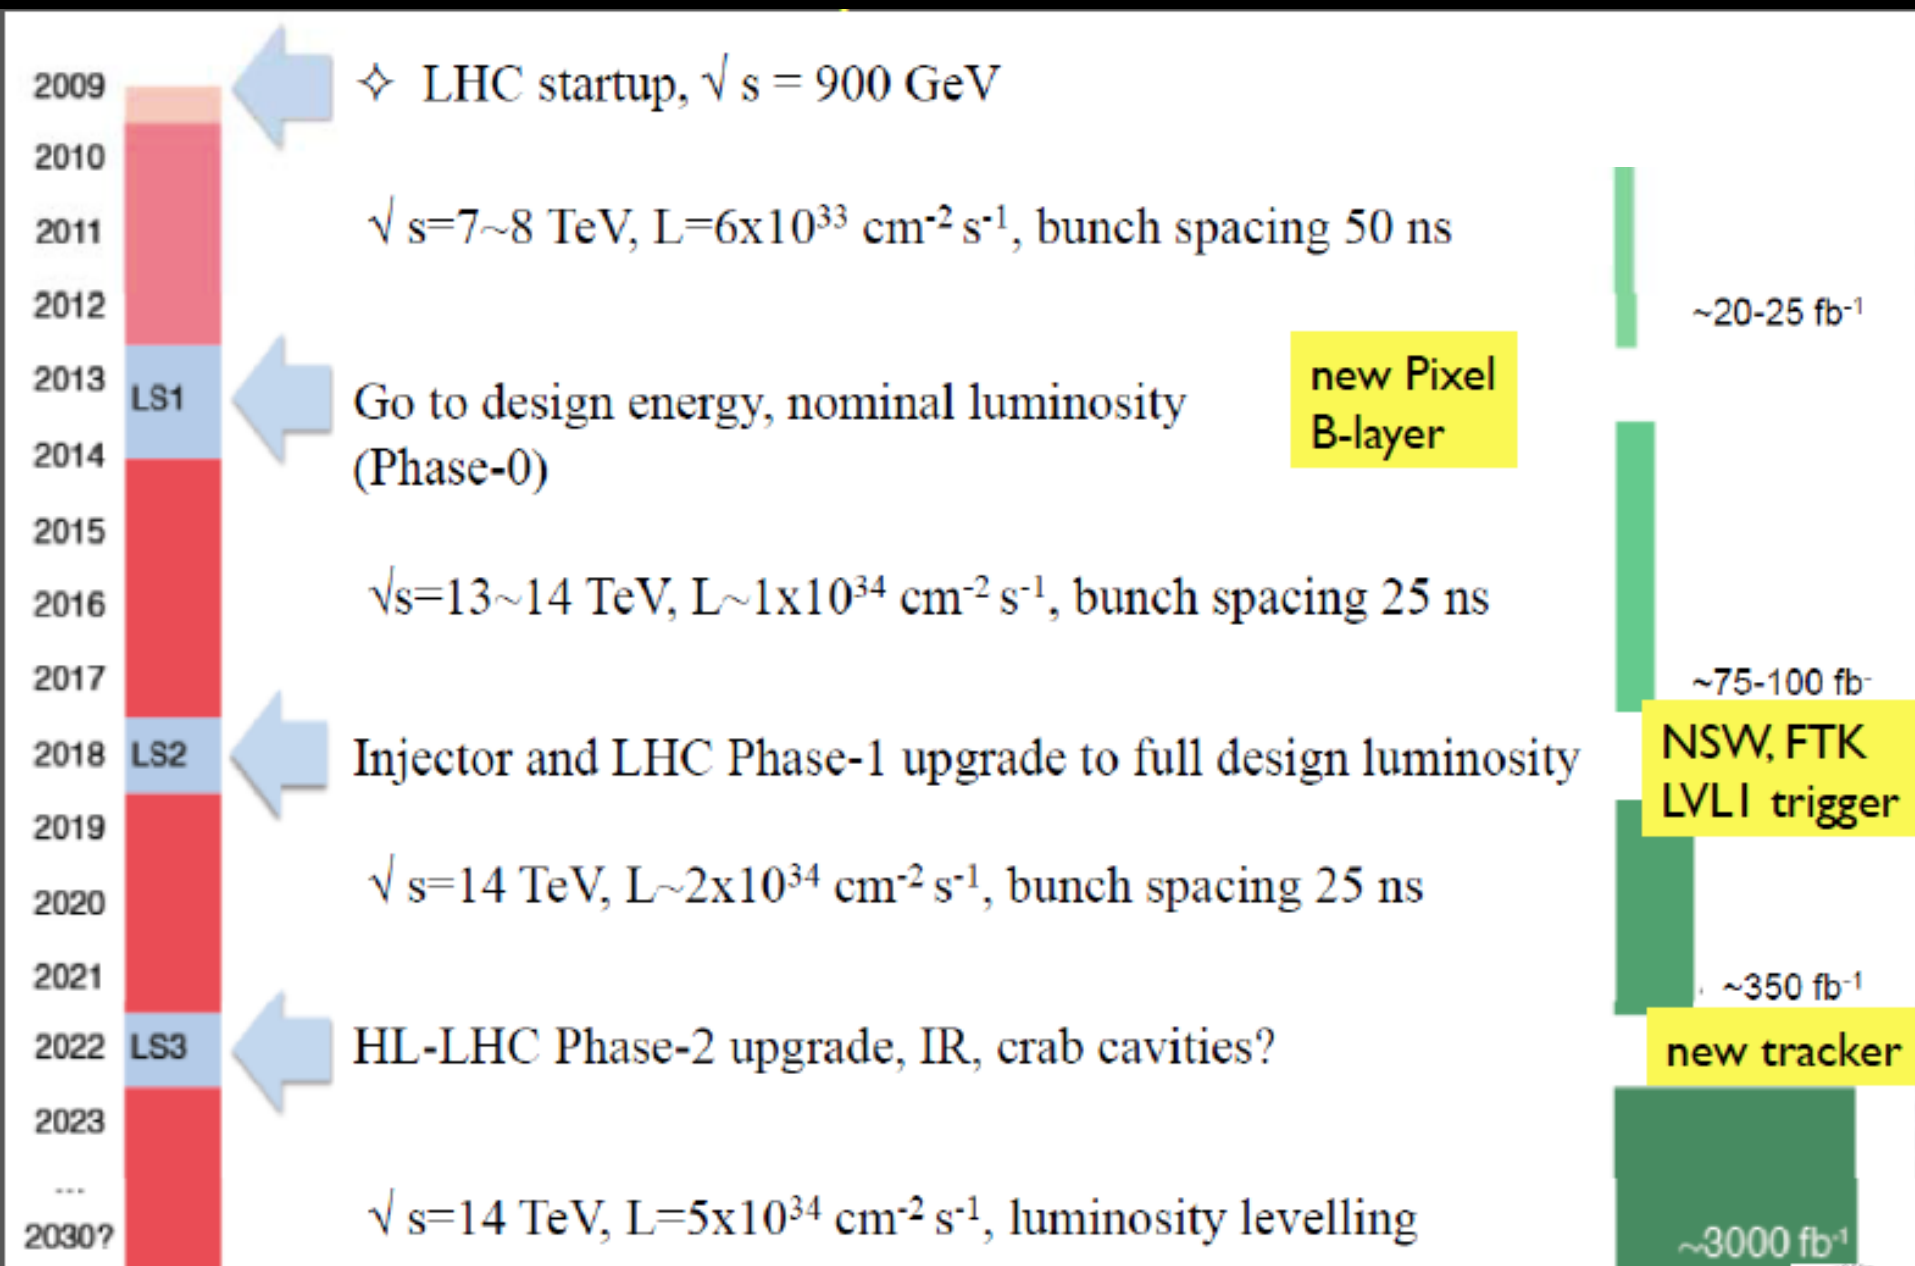 2009
✧ LHC startup, √ s = 900 GeV
2010
2011
√ s=7~8 TeV, L=6x10³³ cm⁻² s⁻¹, bunch spacing 50 ns
2012
~20-25 fb⁻¹
2013
LS1
Go to design energy, nominal luminosity
(Phase-0)
new Pixel
B-layer
2014
2015
2016
√s=13~14 TeV, L~1x10³⁴ cm⁻² s⁻¹, bunch spacing 25 ns
2017
~75-100 fb⁻
2018
LS2
Injector and LHC Phase-1 upgrade to full design luminosity
NSW, FTK
LVL1 trigger
2019
2020
√ s=14 TeV, L~2x10³⁴ cm⁻² s⁻¹, bunch spacing 25 ns
2021
~350 fb⁻¹
2022
LS3
HL-LHC Phase-2 upgrade, IR, crab cavities?
new tracker
2023
...
2030?
√ s=14 TeV, L=5x10³⁴ cm⁻² s⁻¹, luminosity levelling
~3000 fb⁻¹